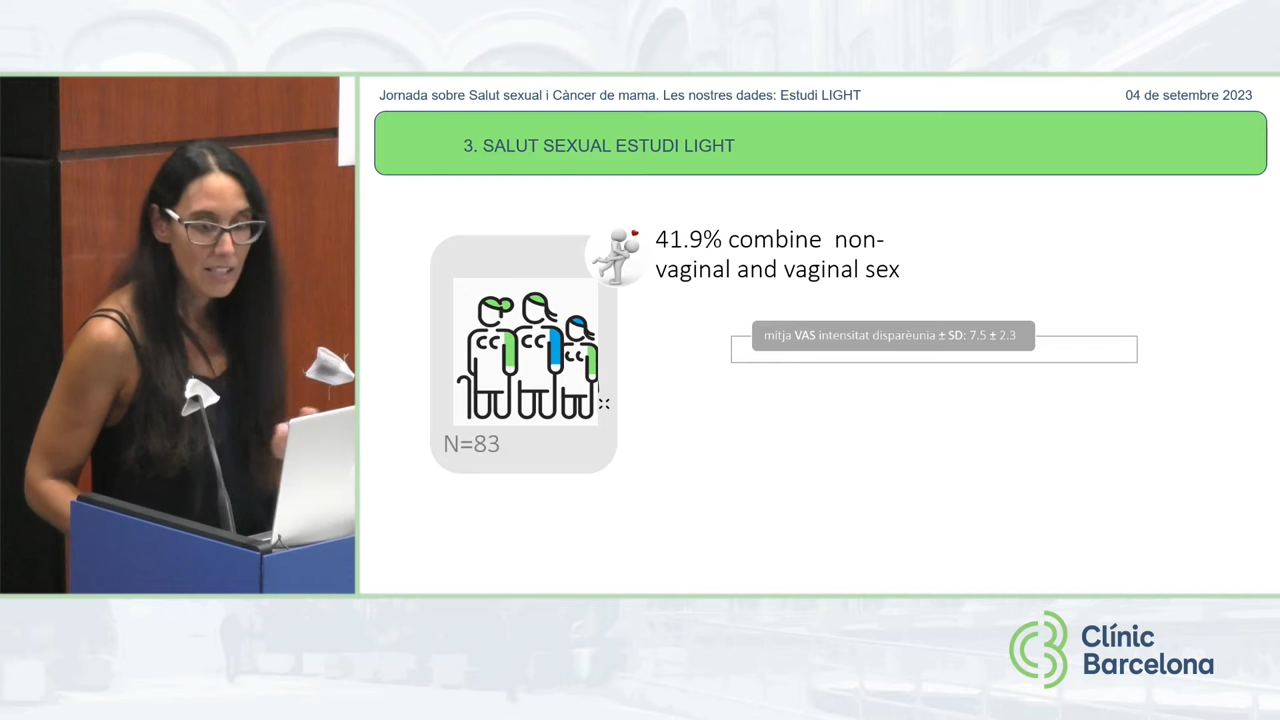 Jornada sobre Salut sexual i Càncer de mama. Les nostres dades: Estudi LIGHT
04 de setembre 2023
3. SALUT SEXUAL ESTUDI LIGHT
41.9% combine non-
vaginal and vaginal sex
mitja VAS intensitat disparèunia ± SD: 7.5 ± 2.3
N=83
Clínic
Barcelona